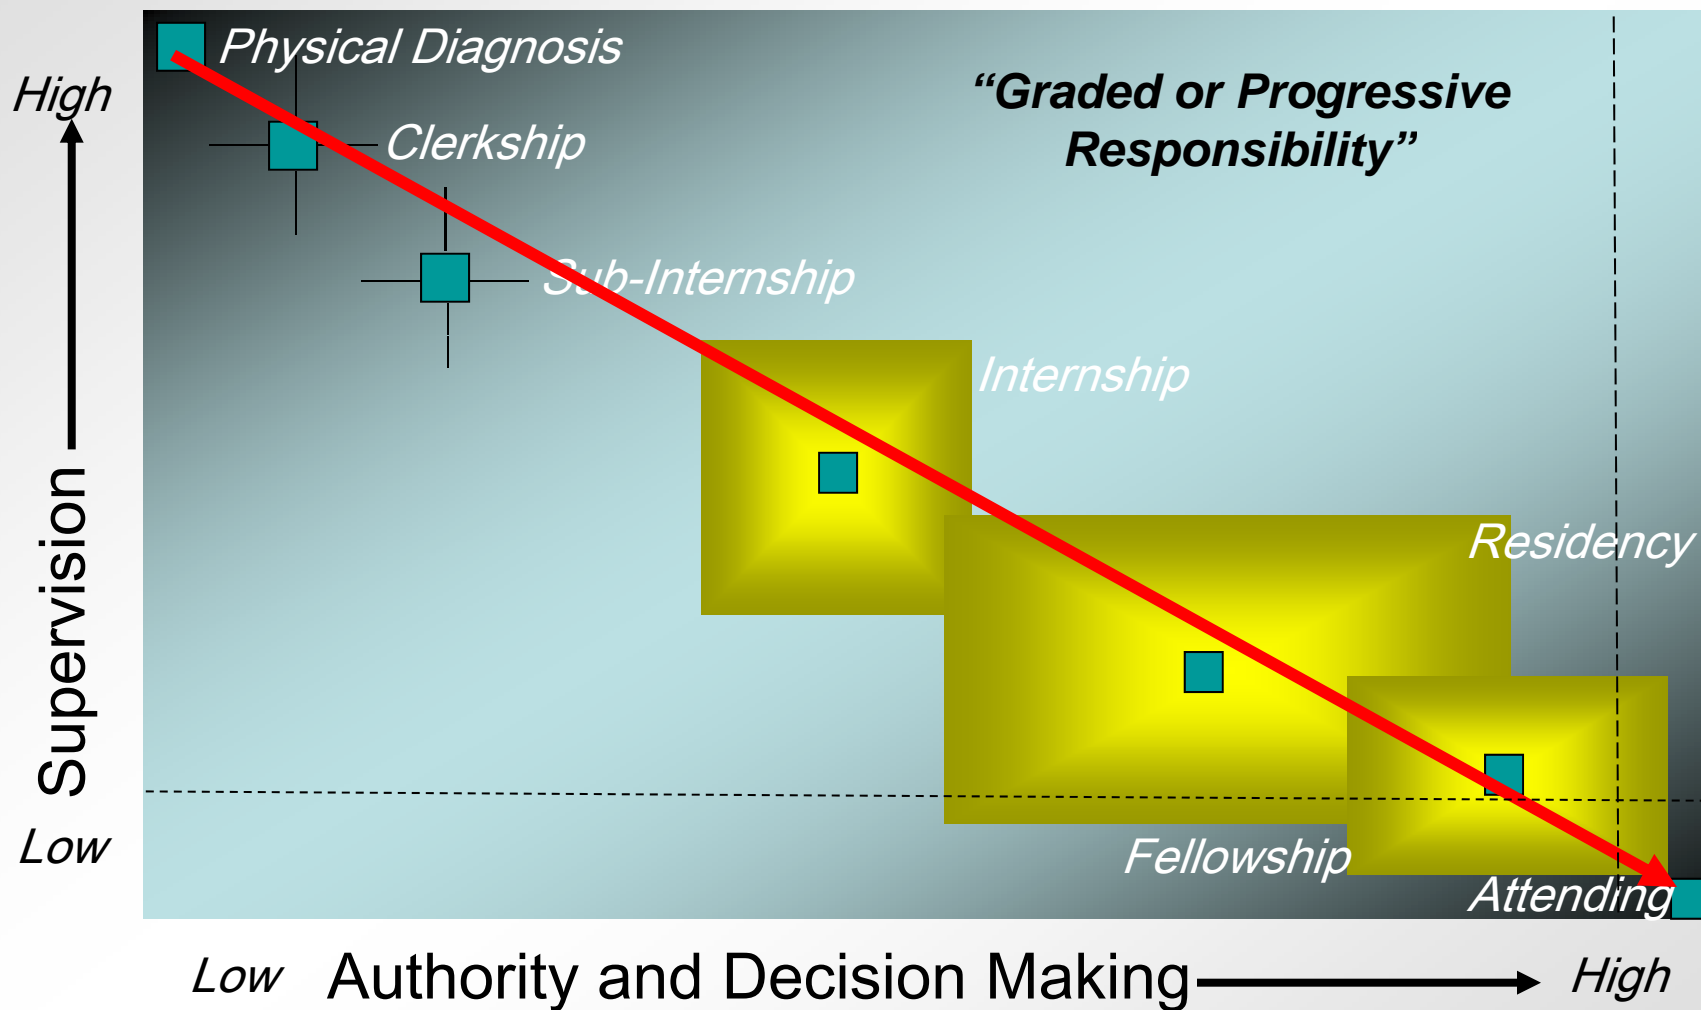 Physical Diagnosis
High
“Graded or Progressive
Responsibility”
Clerkship
Sub-Internship
Internship
Residency
Supervision
Low
Fellowship
Attending
Low Authority and Decision Making High